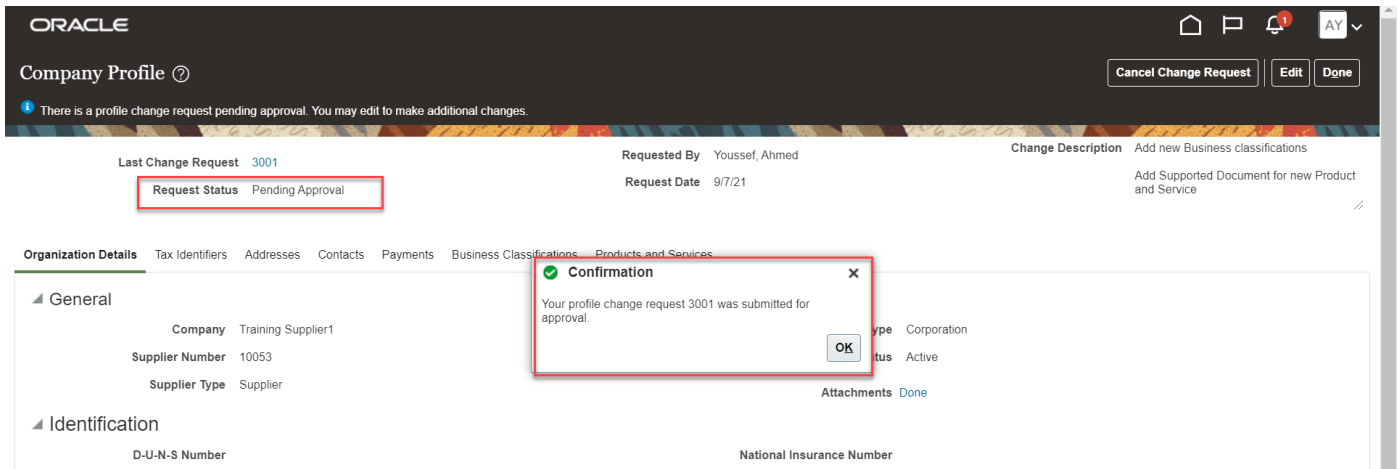 ORACLE
1
AY
Company Profile
Cancel Change Request
Edit
Done
There is a profile change request pending approval. You may edit to make additional changes.
Last Change Request 3001
Requested By Youssef, Ahmed
Change Description Add new Business classifications
Request Status Pending Approval
Request Date 9/7/21
Add Supported Document for new Product
and Service
Organization Details Tax Identifiers Addresses Contacts Payments Business Classifications Products and Services
Confirmation
Your profile change request 3001 was submitted for
approval.
OK
General
Company Training Supplier1
ype Corporation
Supplier Number 10053
tus Active
Supplier Type Supplier
Attachments Done
Identification
D-U-N-S Number
National Insurance Number